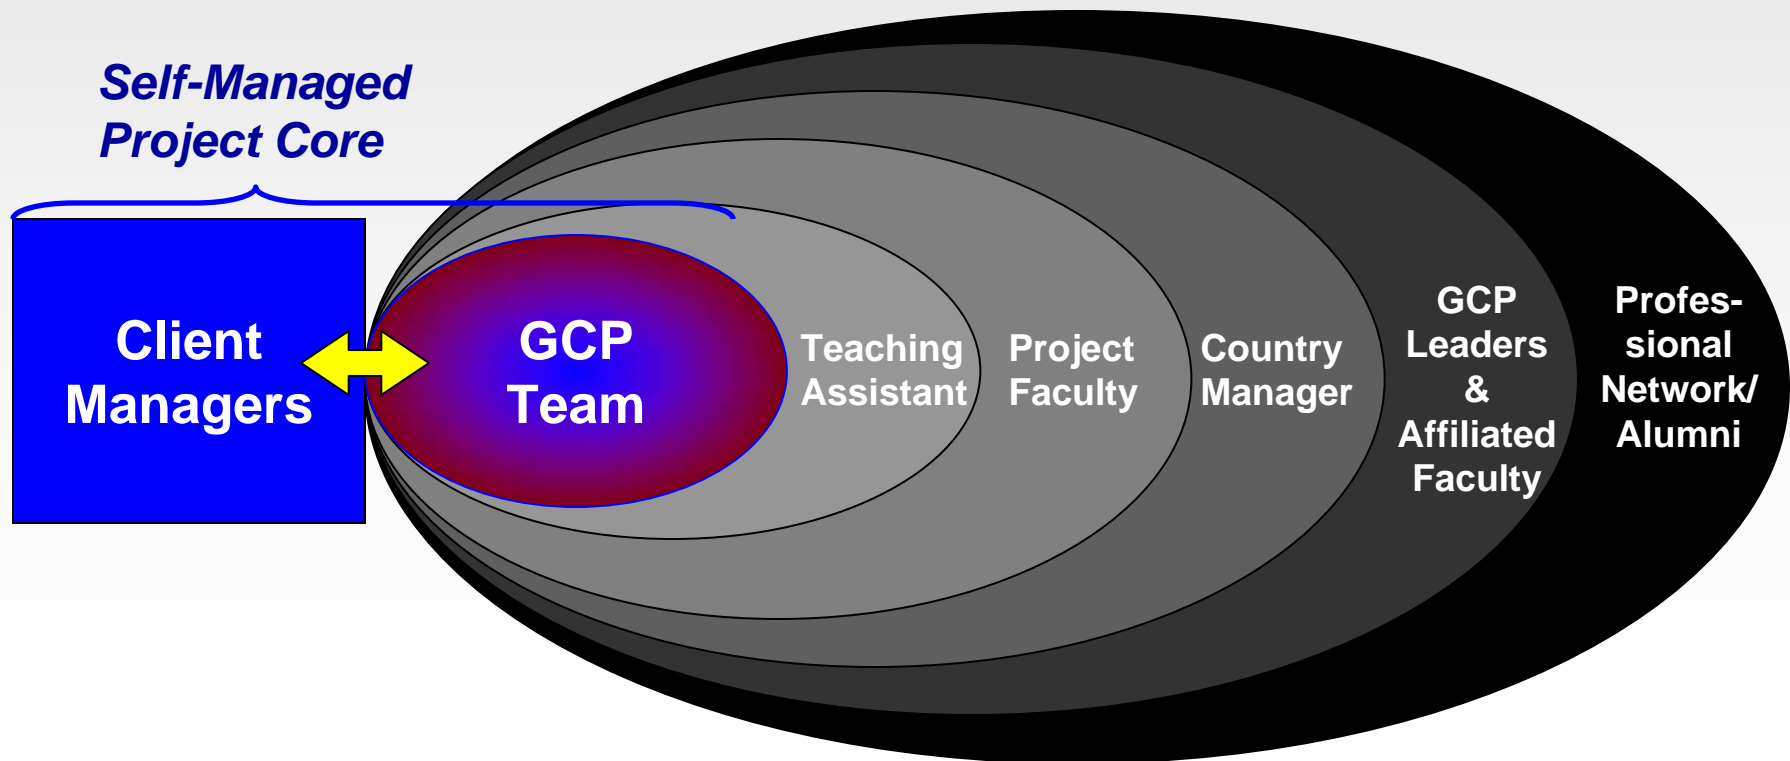 Self-Managed
Project Core
Client
Managers
GCP
Team
Teaching
Assistant
Project
Faculty
Country
Manager
GCP
Leaders
&
Affiliated
Faculty
Profes-
sional
Network/
Alumni